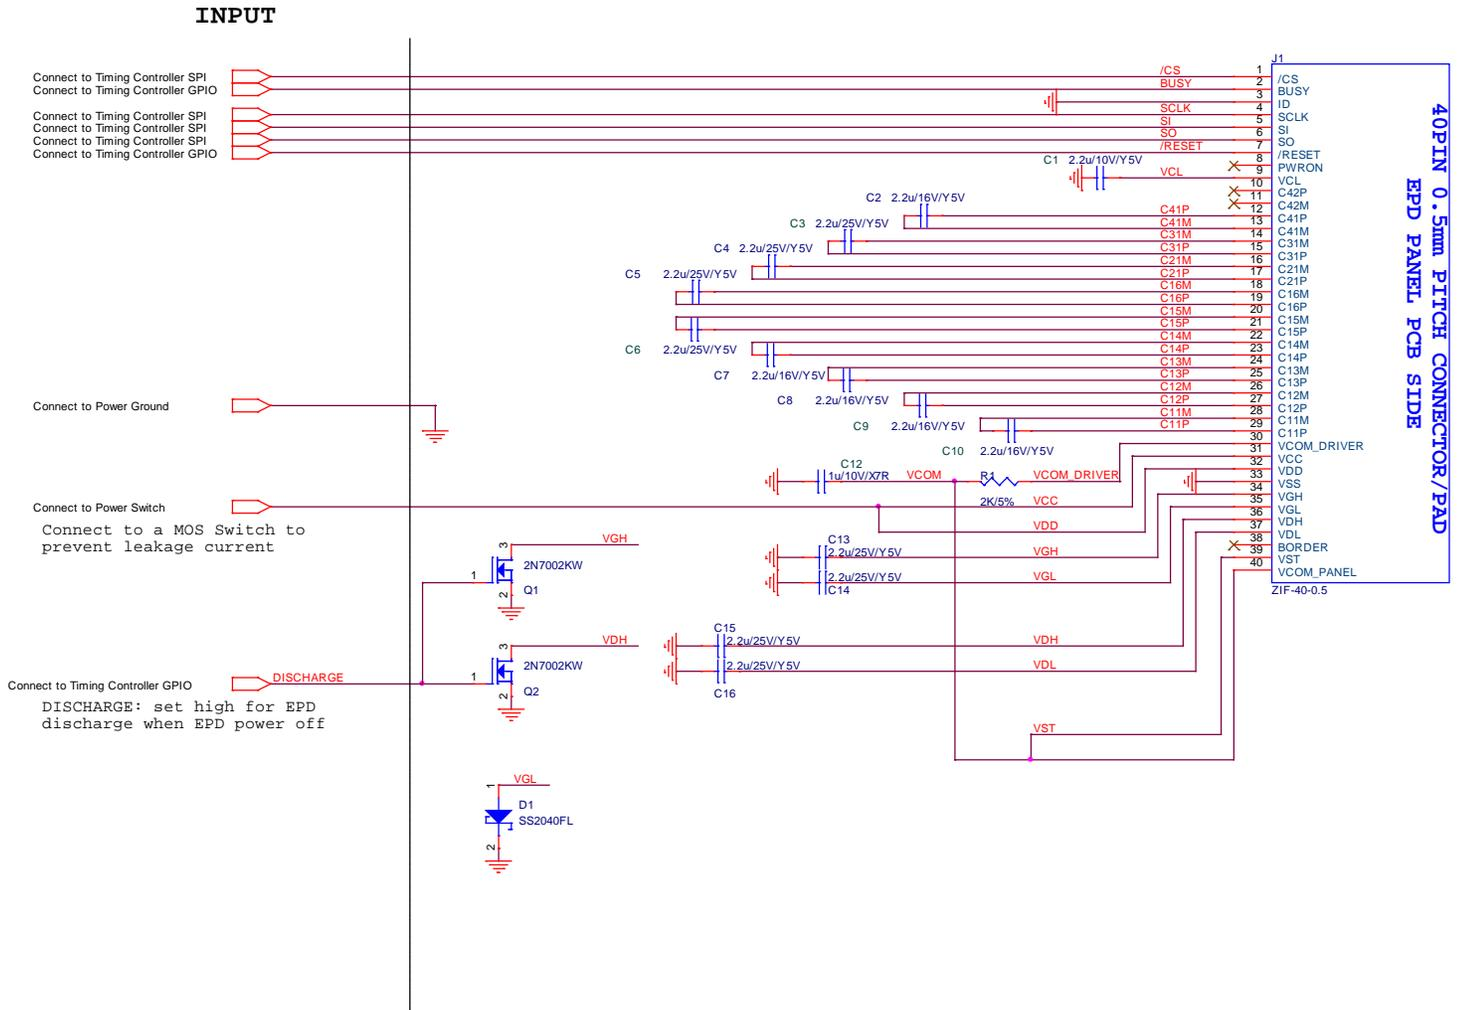 INPUT
Connect to Timing Controller SPI
Connect to Timing Controller GPIO
Connect to Timing Controller SPI
Connect to Timing Controller SPI
Connect to Timing Controller SPI
Connect to Timing Controller GPIO
Connect to Power Ground
Connect to Power Switch
Connect to a MOS Switch to
prevent leakage current
Connect to Timing Controller GPIO
DISCHARGE
DISCHARGE: set high for EPD
discharge when EPD power off
VGH
3
1
2N7002KW
2
Q1
VDH
3
1
2N7002KW
2
Q2
VGL
1
D1
SS2040FL
2
C1 2.2u/10V/Y5V
C2 2.2u/16V/Y5V
C3 2.2u/25V/Y5V
C4 2.2u/25V/Y5V
C5 2.2u/25V/Y5V
C6 2.2u/25V/Y5V
C7 2.2u/16V/Y5V
C8 2.2u/16V/Y5V
C9 2.2u/16V/Y5V
C10 2.2u/16V/Y5V
C12
1u/10V/X7R
VCOM
R1
2K/5%
VCOM_DRIVER
VCC
VDD
C13
2.2u/25V/Y5V
VGH
2.2u/25V/Y5V
C14
VGL
C15
2.2u/25V/Y5V
VDH
2.2u/25V/Y5V
C16
VDL
VST
/CS
BUSY
SCLK
SI
SO
/RESET
VCL
C41P
C41M
C31M
C31P
C21M
C21P
C16M
C16P
C15M
C15P
C14M
C14P
C13M
C13P
C12M
C12P
C11M
C11P
J1
1 /CS
2 BUSY
3 ID
4 SCLK
5 SI
6 SO
7 /RESET
8 PWRON
9 VCL
10 C42P
11 C42M
12 C41P
13 C41M
14 C31M
15 C31P
16 C21M
17 C21P
18 C16M
19 C16P
20 C15M
21 C15P
22 C14M
23 C14P
24 C13M
25 C13P
26 C12M
27 C12P
28 C11M
29 C11P
30 VCOM_DRIVER
31 VCC
32 VDD
33 VSS
34 VGH
35 VGL
36 VDH
37 VDL
38 BORDER
39 VST
40 VCOM_PANEL
ZIF-40-0.5
40PIN 0.5mm PITCH CONNECTOR/PAD
EPD PANEL PCB SIDE